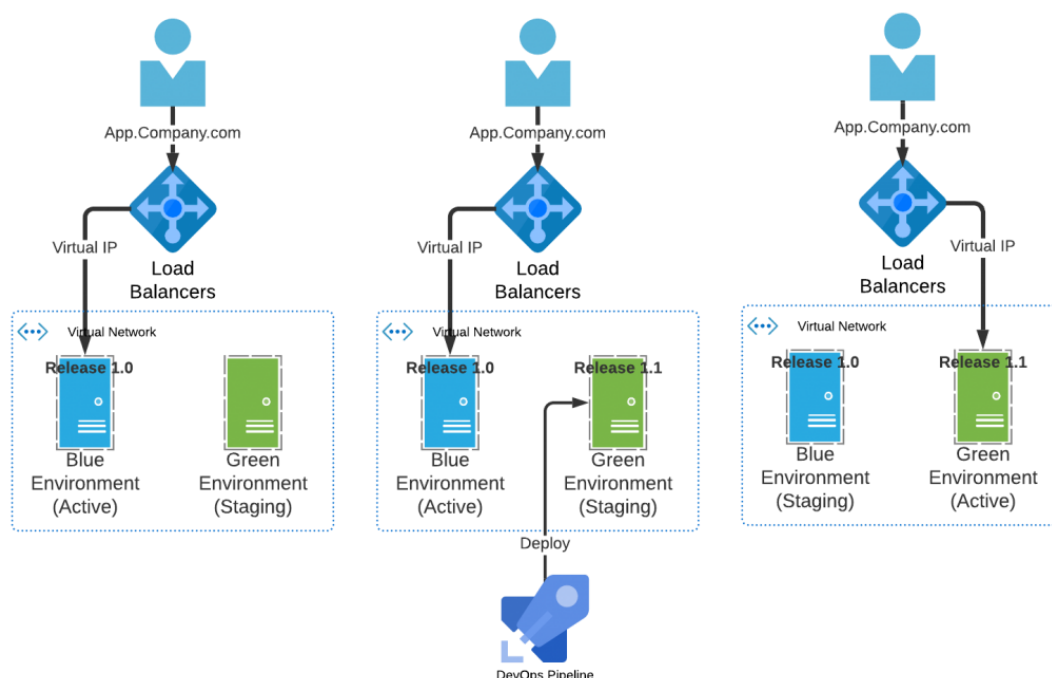 App.Company.com
Virtual IP
Load
Balancers
Virtual Network
Release 1.0
Blue
Environment
(Active)
Green
Environment
(Staging)
App.Company.com
Virtual IP
Load
Balancers
Virtual Network
Release 1.0
Release 1.1
Blue
Environment
(Active)
Green
Environment
(Staging)
Deploy
DevOps Pipeline
App.Company.com
Virtual IP
Load
Balancers
Virtual Network
Release 1.0
Release 1.1
Blue
Environment
(Staging)
Green
Environment
(Active)